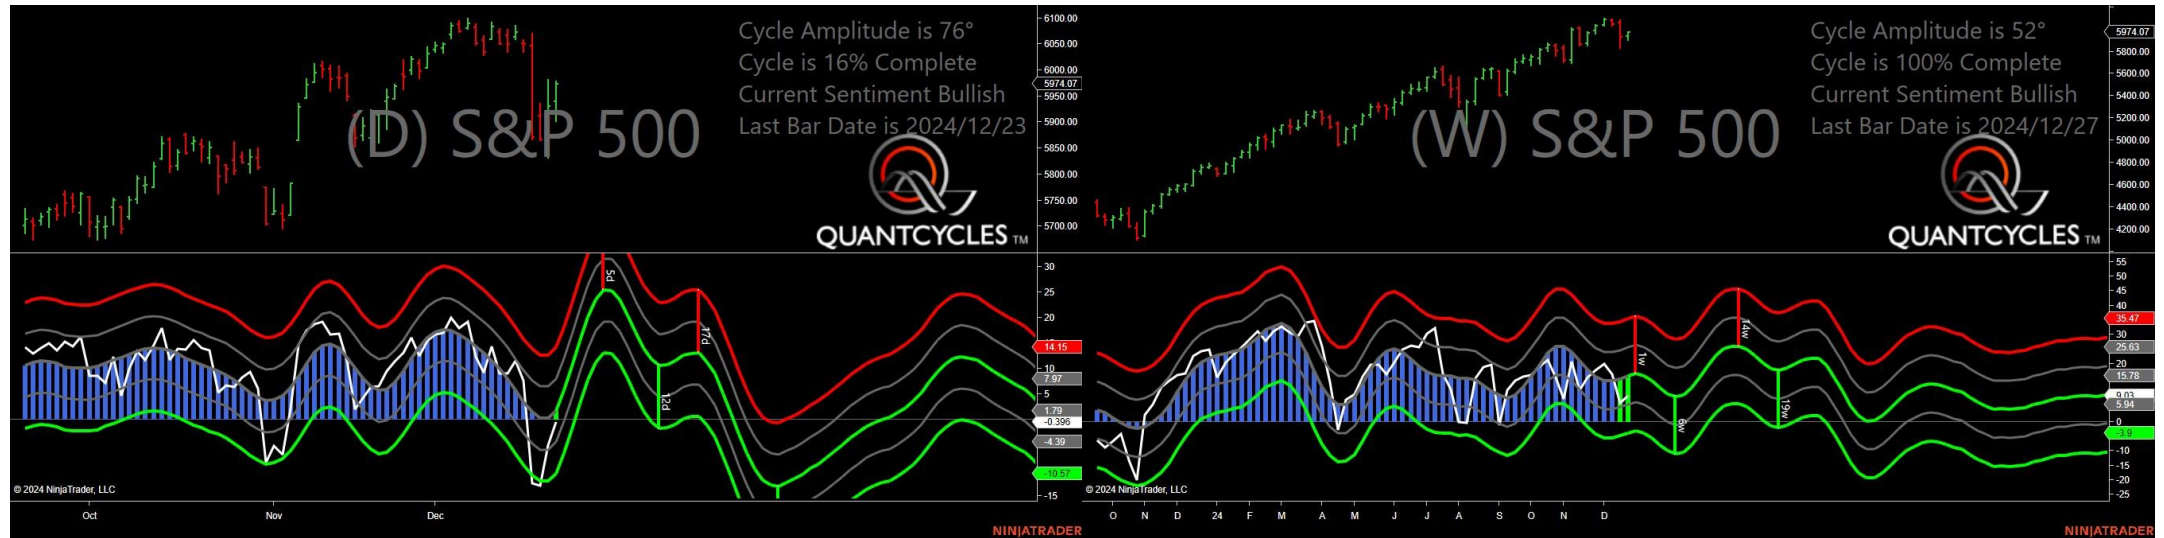 Cycle Amplitude is 76°
Cycle is 16% Complete
Current Sentiment Bullish
Last Bar Date is 2024/12/23
(D) S&P 500
QUANTCYCLES TM
6100.00
6050.00
6000.00
5974.07
5950.00
5900.00
5850.00
5800.00
5750.00
5700.00
5d
17d
12d
30
25
20
14.15
10
7.97
5
1.79
-0.396
-4.39
-10.57
-15
© 2024 NinjaTrader, LLC
Oct
Nov
Dec
NINJATRADER
Cycle Amplitude is 52°
Cycle is 100% Complete
Current Sentiment Bullish
Last Bar Date is 2024/12/27
(W) S&P 500
QUANTCYCLES TM
5974.07
5800.00
5600.00
5400.00
5200.00
5000.00
4800.00
4600.00
4400.00
4200.00
1w
14w
6w
19w
55
50
45
40
35.47
30
25.63
20
15.78
9.03
5.94
0
-3.9
-10
-15
-20
-25
© 2024 NinjaTrader, LLC
O N D 24 F M A M J J A S O N D
NINJATRADER